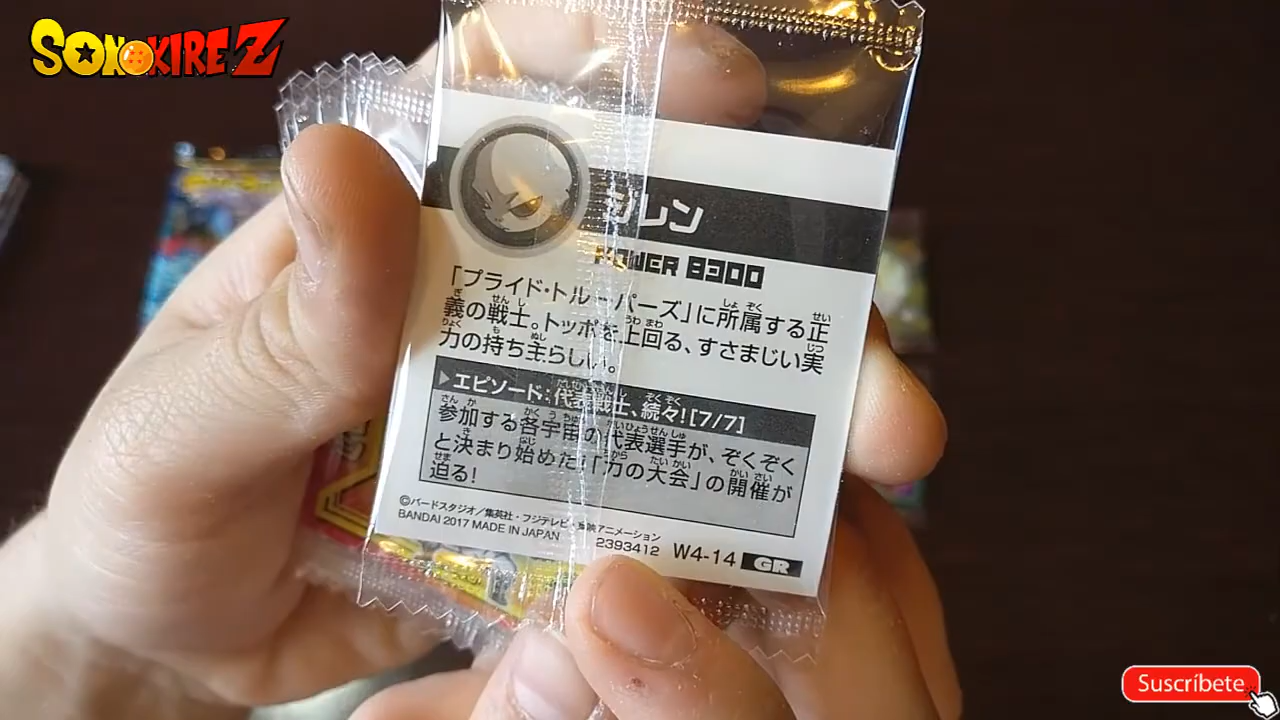 SONOKIRE Z
ジレン
POWER 8300
「プライド・トルーパーズ」に所属する正
義の戦士。トッポを上回る、すさまじい実
力の持ち主らしい。
▶エピソード:代表戦士、続々![7/7]
参加する各宇宙の代表選手が、ぞくぞく
と決まり始めた!「力の大会」の開催が
迫る!
©バードスタジオ/集英社・フジテレビ・東映アニメーション
BANDAI 2017 MADE IN JAPAN
2393412 W4-14 GR
Suscríbete